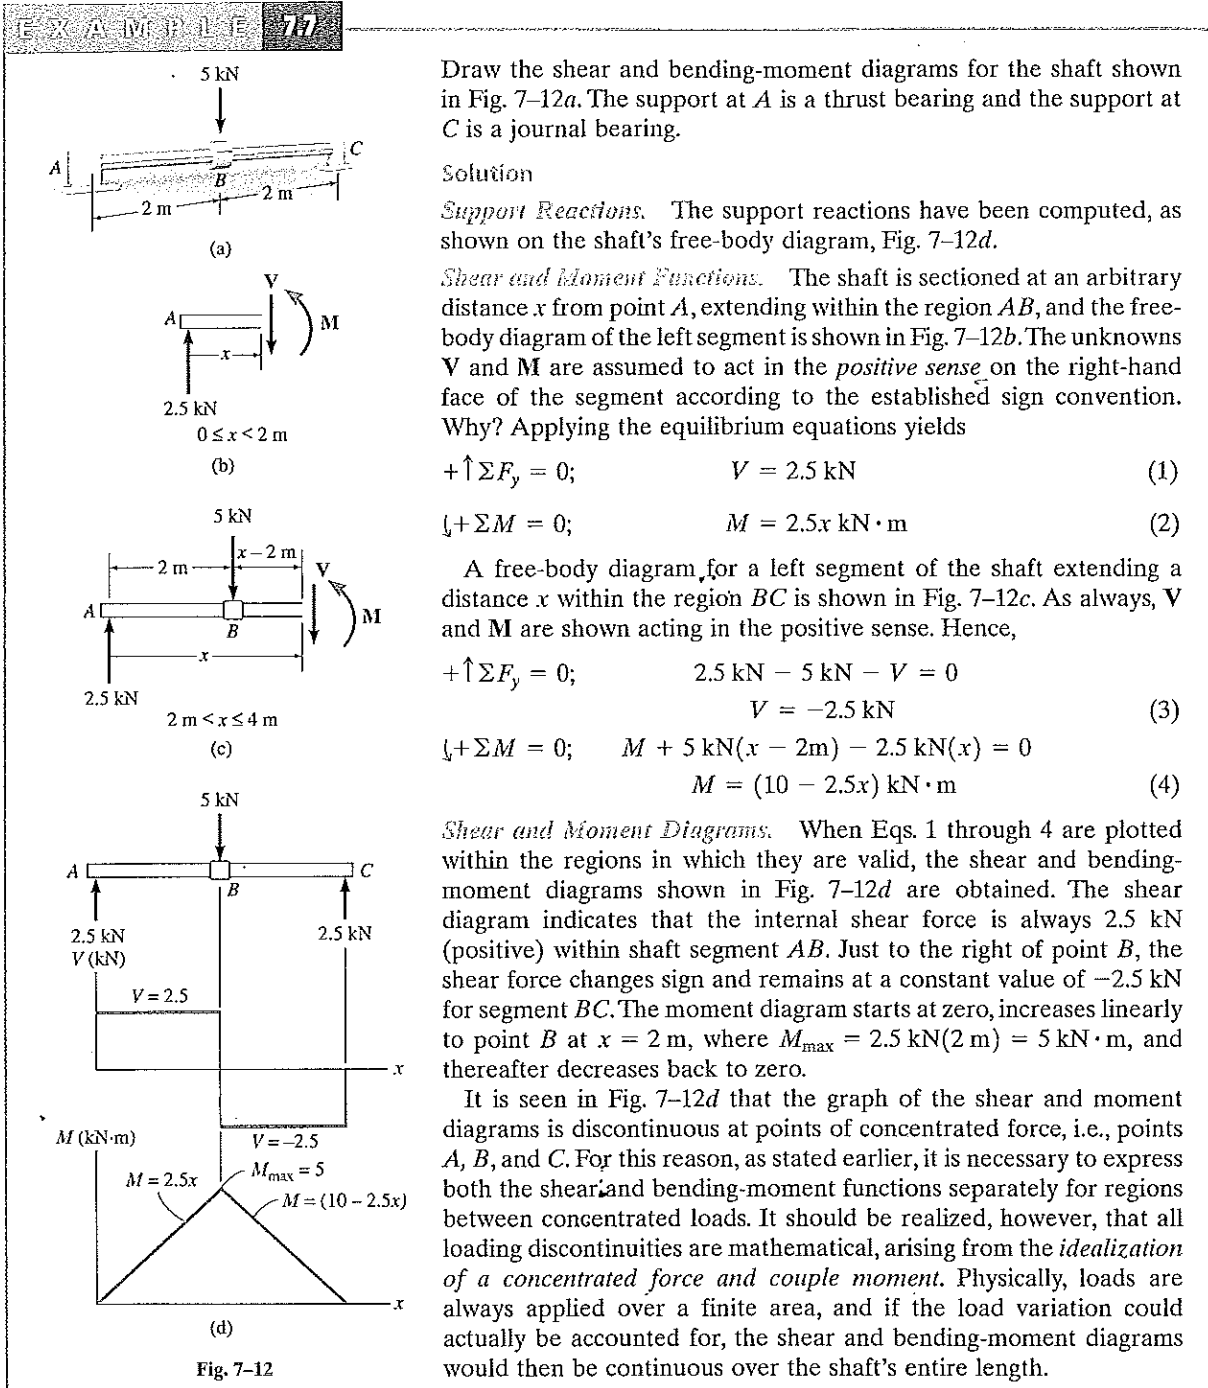 EXAMPLE 7.7
5 kN
A
C
B
2 m
2 m
(a)
V
A
M
x
2.5 kN
0 ≤ x < 2 m
(b)
5 kN
x − 2 m
2 m
V
A
M
B
x
2.5 kN
2 m < x ≤ 4 m
(c)
5 kN
A
C
B
2.5 kN
2.5 kN
V (kN)
V = 2.5
x
M (kN·m)
V = −2.5
M = 2.5x
Mmax = 5
M = (10 − 2.5x)
x
(d)
Fig. 7–12
Draw the shear and bending-moment diagrams for the shaft shown
in Fig. 7–12a. The support at A is a thrust bearing and the support at
C is a journal bearing.
Solution
Support Reactions. The support reactions have been computed, as
shown on the shaft's free-body diagram, Fig. 7–12d.
Shear and Moment Functions. The shaft is sectioned at an arbitrary
distance x from point A, extending within the region AB, and the free-
body diagram of the left segment is shown in Fig. 7–12b. The unknowns
V and M are assumed to act in the positive sense on the right-hand
face of the segment according to the established sign convention.
Why? Applying the equilibrium equations yields
+↑ΣFy = 0; V = 2.5 kN (1)
⤹+ΣM = 0; M = 2.5x kN·m (2)
A free-body diagram for a left segment of the shaft extending a
distance x within the region BC is shown in Fig. 7–12c. As always, V
and M are shown acting in the positive sense. Hence,
+↑ΣFy = 0; 2.5 kN − 5 kN − V = 0
V = −2.5 kN (3)
⤹+ΣM = 0; M + 5 kN(x − 2m) − 2.5 kN(x) = 0
M = (10 − 2.5x) kN·m (4)
Shear and Moment Diagrams. When Eqs. 1 through 4 are plotted
within the regions in which they are valid, the shear and bending-
moment diagrams shown in Fig. 7–12d are obtained. The shear
diagram indicates that the internal shear force is always 2.5 kN
(positive) within shaft segment AB. Just to the right of point B, the
shear force changes sign and remains at a constant value of −2.5 kN
for segment BC. The moment diagram starts at zero, increases linearly
to point B at x = 2 m, where Mmax = 2.5 kN(2 m) = 5 kN·m, and
thereafter decreases back to zero.
It is seen in Fig. 7–12d that the graph of the shear and moment
diagrams is discontinuous at points of concentrated force, i.e., points
A, B, and C. For this reason, as stated earlier, it is necessary to express
both the shear and bending-moment functions separately for regions
between concentrated loads. It should be realized, however, that all
loading discontinuities are mathematical, arising from the idealization
of a concentrated force and couple moment. Physically, loads are
always applied over a finite area, and if the load variation could
actually be accounted for, the shear and bending-moment diagrams
would then be continuous over the shaft's entire length.